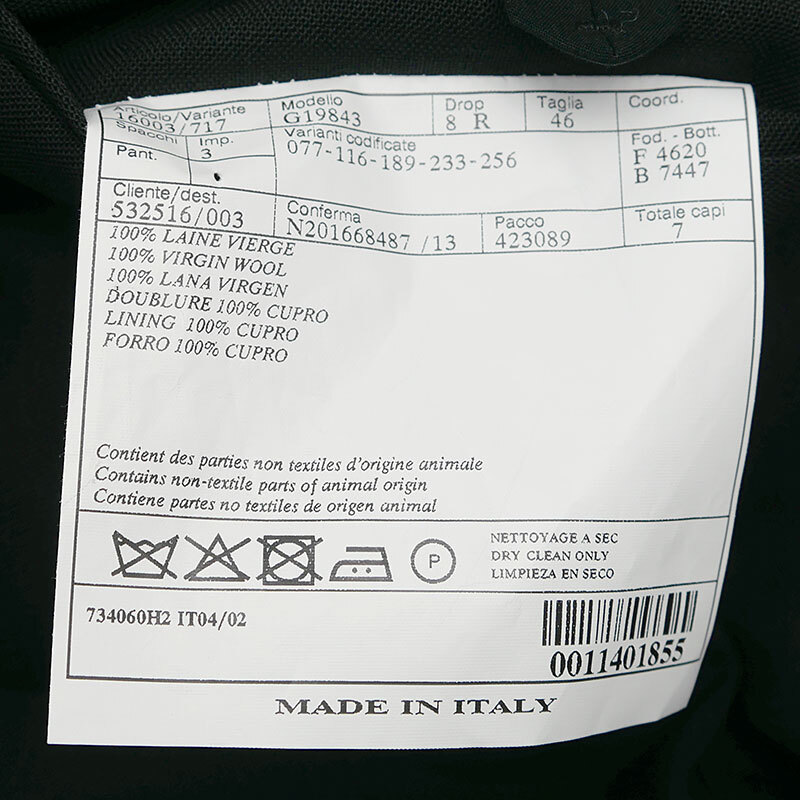 Articolo/Variante Modello Drop Taglia Coord.
16003/717 G19843 8 R 46
Spacchi Imp. Varianti codificate Fod. - Bott.
Pant. 3 077-116-189-233-256 F 4620
B 7447
Cliente/dest. Conferma Pacco Totale capi
532516/003 N201668487 /13 423089 7
100% LAINE VIERGE
100% VIRGIN WOOL
100% LANA VIRGEN
DOUBLURE 100% CUPRO
LINING 100% CUPRO
FORRO 100% CUPRO
Contient des parties non textiles d'origine animale
Contains non-textile parts of animal origin
Contiene partes no textiles de origen animal
NETTOYAGE A SEC
P DRY CLEAN ONLY
LIMPIEZA EN SECO
734060H2 IT04/02
0011401855
MADE IN ITALY